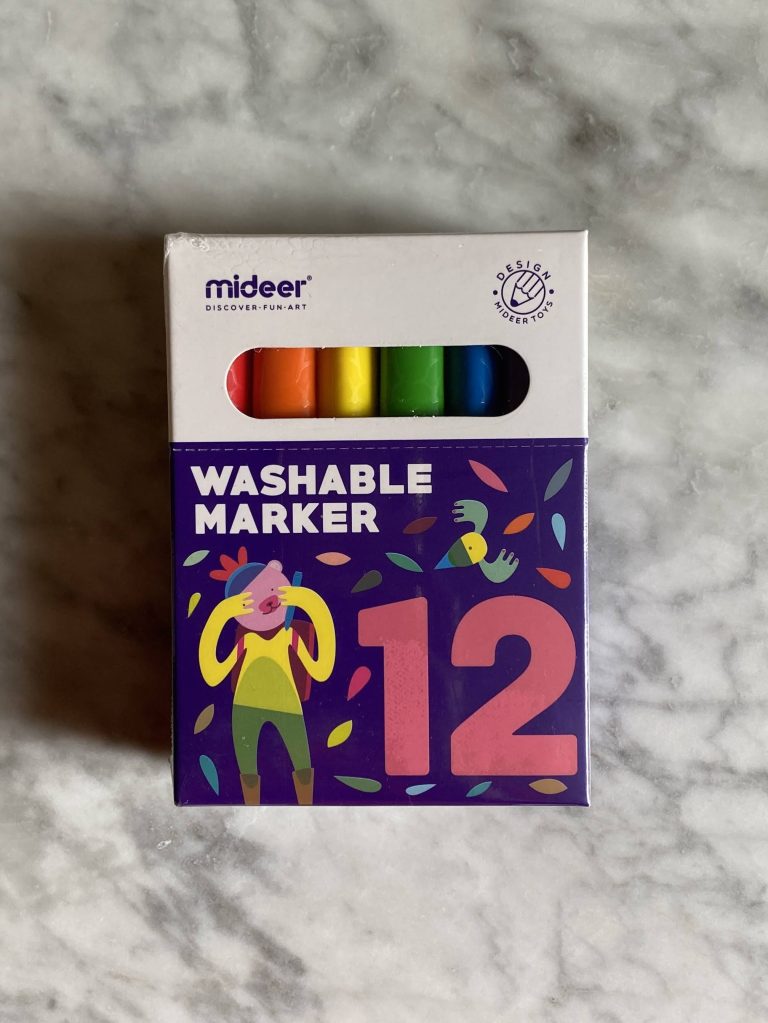 mideer®
DISCOVER·FUN·ART
DESIGN
MIDEER TOYS
WASHABLE
MARKER
12